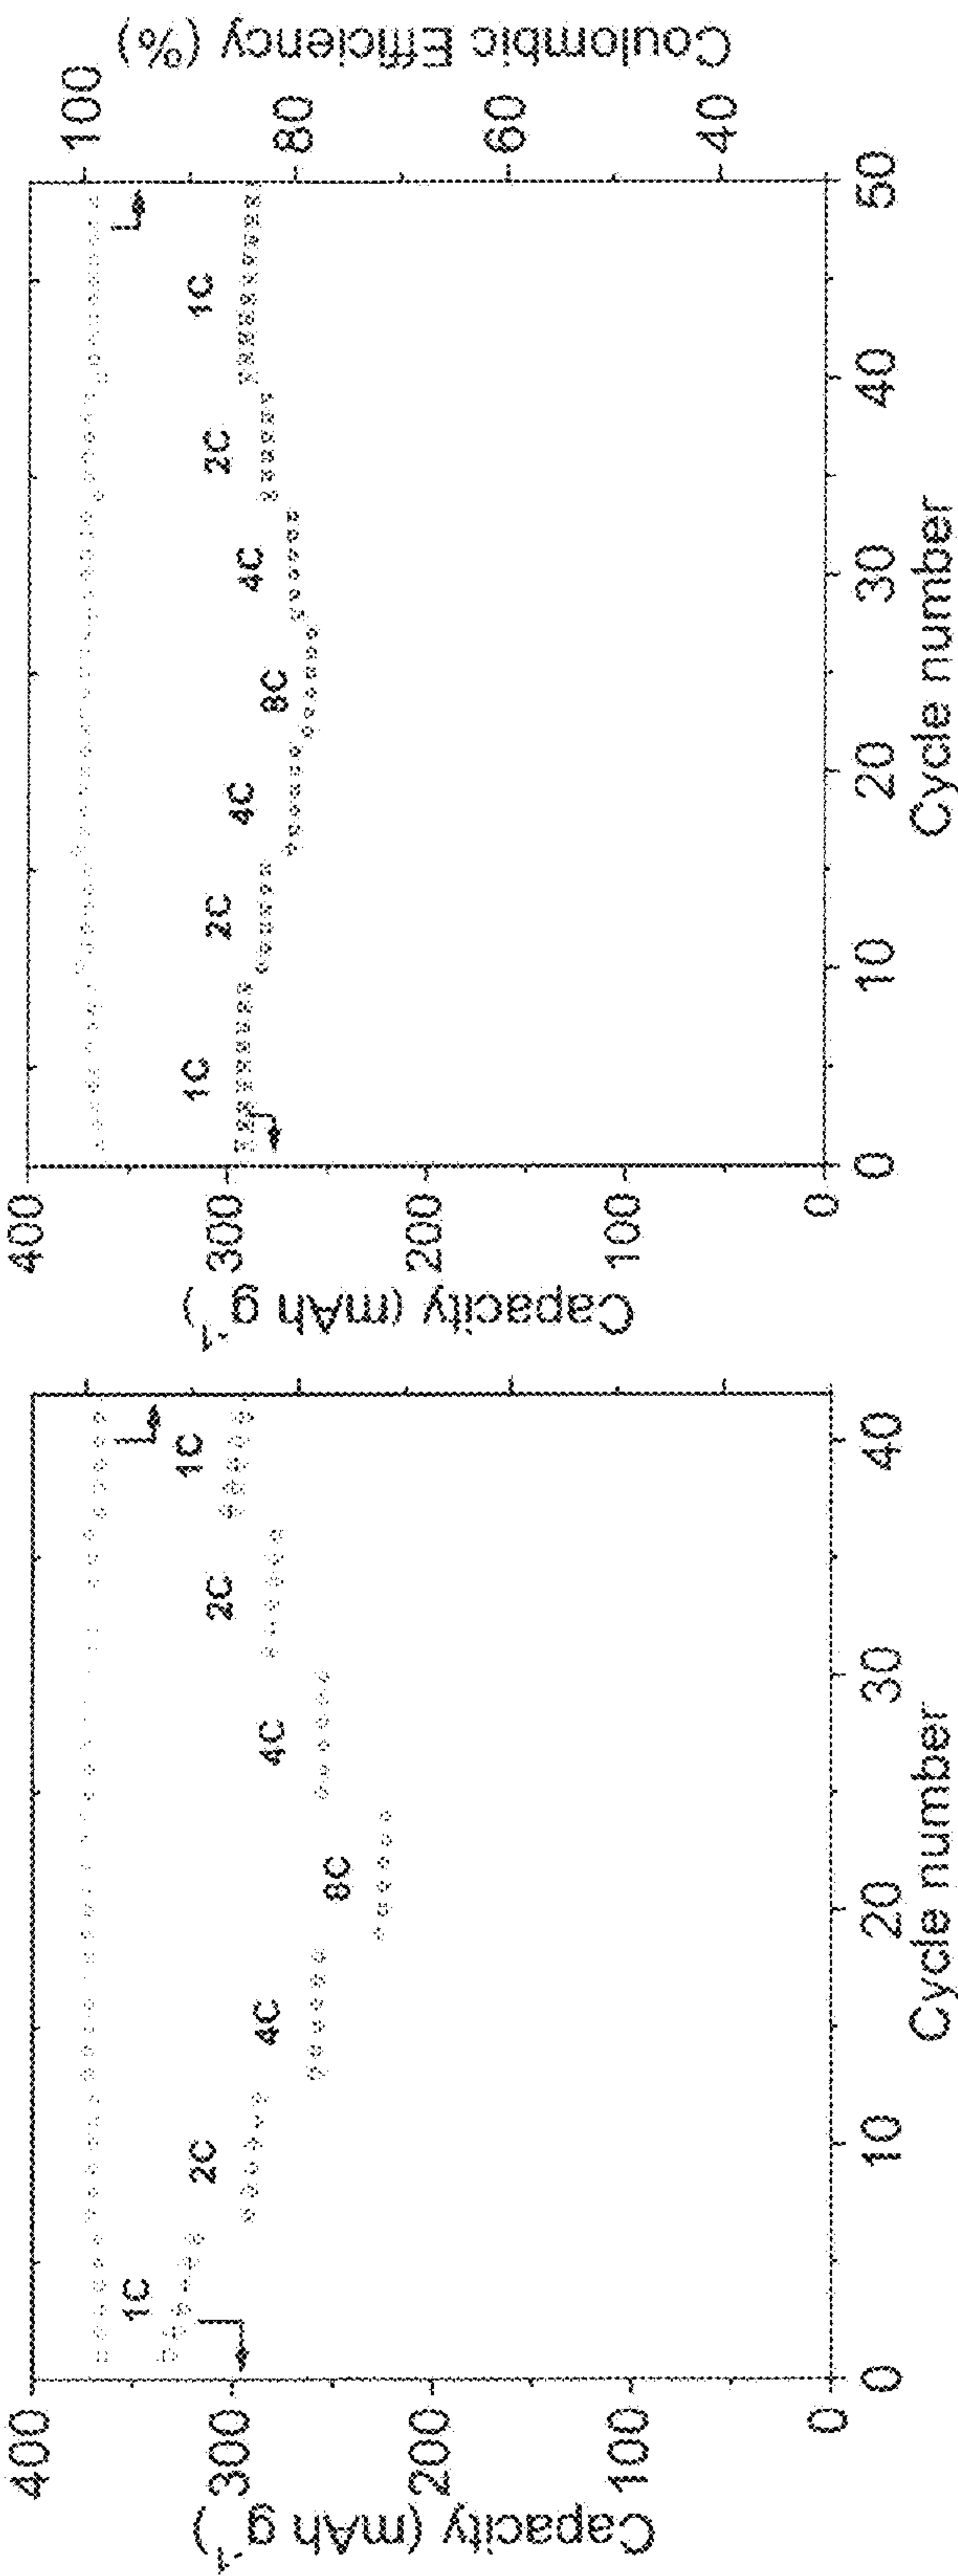 400
300
200
100
0
Capacity (mAh g⁻¹)
1C
2C
4C
8C
4C
2C
1C
0
10
20
30
40
Cycle number
400
300
200
100
0
Capacity (mAh g⁻¹)
1C
2C
4C
8C
4C
2C
1C
0
10
20
30
40
50
Cycle number
100
80
60
40
Coulombic Efficiency (%)